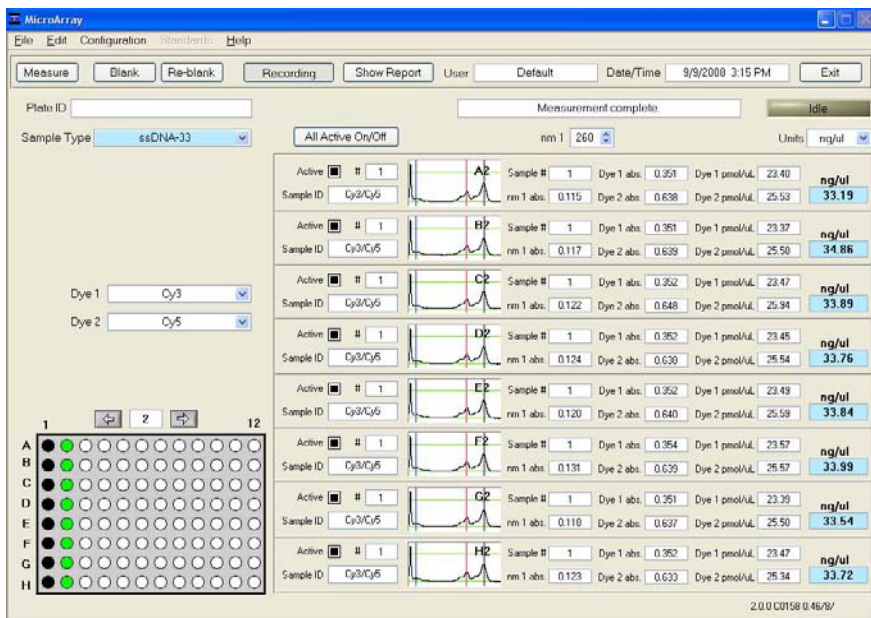 MicroArray
File Edit Configuration Standards Help
Measure Blank Re-blank Recording Show Report User Default Date/Time 9/9/2008 3:15 PM Exit
Plate ID Measurement complete. Idle
Sample Type ssDNA-33 All Active On/Off nm 1 260 Units ng/ul
Active # 1 A2 Sample # 1 Dye 1 abs. 0.351 Dye 1 pmol/uL 23.40 ng/ul
Sample ID Cy3/Cy5 nm 1 abs. 0.115 Dye 2 abs. 0.638 Dye 2 pmol/uL 25.53 33.19
Active # 1 B2 Sample # 1 Dye 1 abs. 0.351 Dye 1 pmol/uL 23.37 ng/ul
Sample ID Cy3/Cy5 nm 1 abs. 0.117 Dye 2 abs. 0.639 Dye 2 pmol/uL 25.58 34.86
Active # 1 C2 Sample # 1 Dye 1 abs. 0.352 Dye 1 pmol/uL 23.47 ng/ul
Sample ID Cy3/Cy5 nm 1 abs. 0.122 Dye 2 abs. 0.648 Dye 2 pmol/uL 25.94 33.89
Dye 1 Cy3
Dye 2 Cy5
Active # 1 D2 Sample # 1 Dye 1 abs. 0.352 Dye 1 pmol/uL 23.45 ng/ul
Sample ID Cy3/Cy5 nm 1 abs. 0.124 Dye 2 abs. 0.638 Dye 2 pmol/uL 25.54 33.76
Active # 1 E2 Sample # 1 Dye 1 abs. 0.352 Dye 1 pmol/uL 23.49 ng/ul
Sample ID Cy3/Cy5 nm 1 abs. 0.120 Dye 2 abs. 0.640 Dye 2 pmol/uL 25.59 33.84
Active # 1 F2 Sample # 1 Dye 1 abs. 0.354 Dye 1 pmol/uL 23.57 ng/ul
Sample ID Cy3/Cy5 nm 1 abs. 0.131 Dye 2 abs. 0.639 Dye 2 pmol/uL 25.57 33.99
Active # 1 G2 Sample # 1 Dye 1 abs. 0.351 Dye 1 pmol/uL 23.39 ng/ul
Sample ID Cy3/Cy5 nm 1 abs. 0.118 Dye 2 abs. 0.637 Dye 2 pmol/uL 25.50 33.54
Active # 1 H2 Sample # 1 Dye 1 abs. 0.352 Dye 1 pmol/uL 23.47 ng/ul
Sample ID Cy3/Cy5 nm 1 abs. 0.123 Dye 2 abs. 0.633 Dye 2 pmol/uL 25.34 33.72
1 2 12
A
B
C
D
E
F
G
H
2.0.0 C0158 0.46/8/